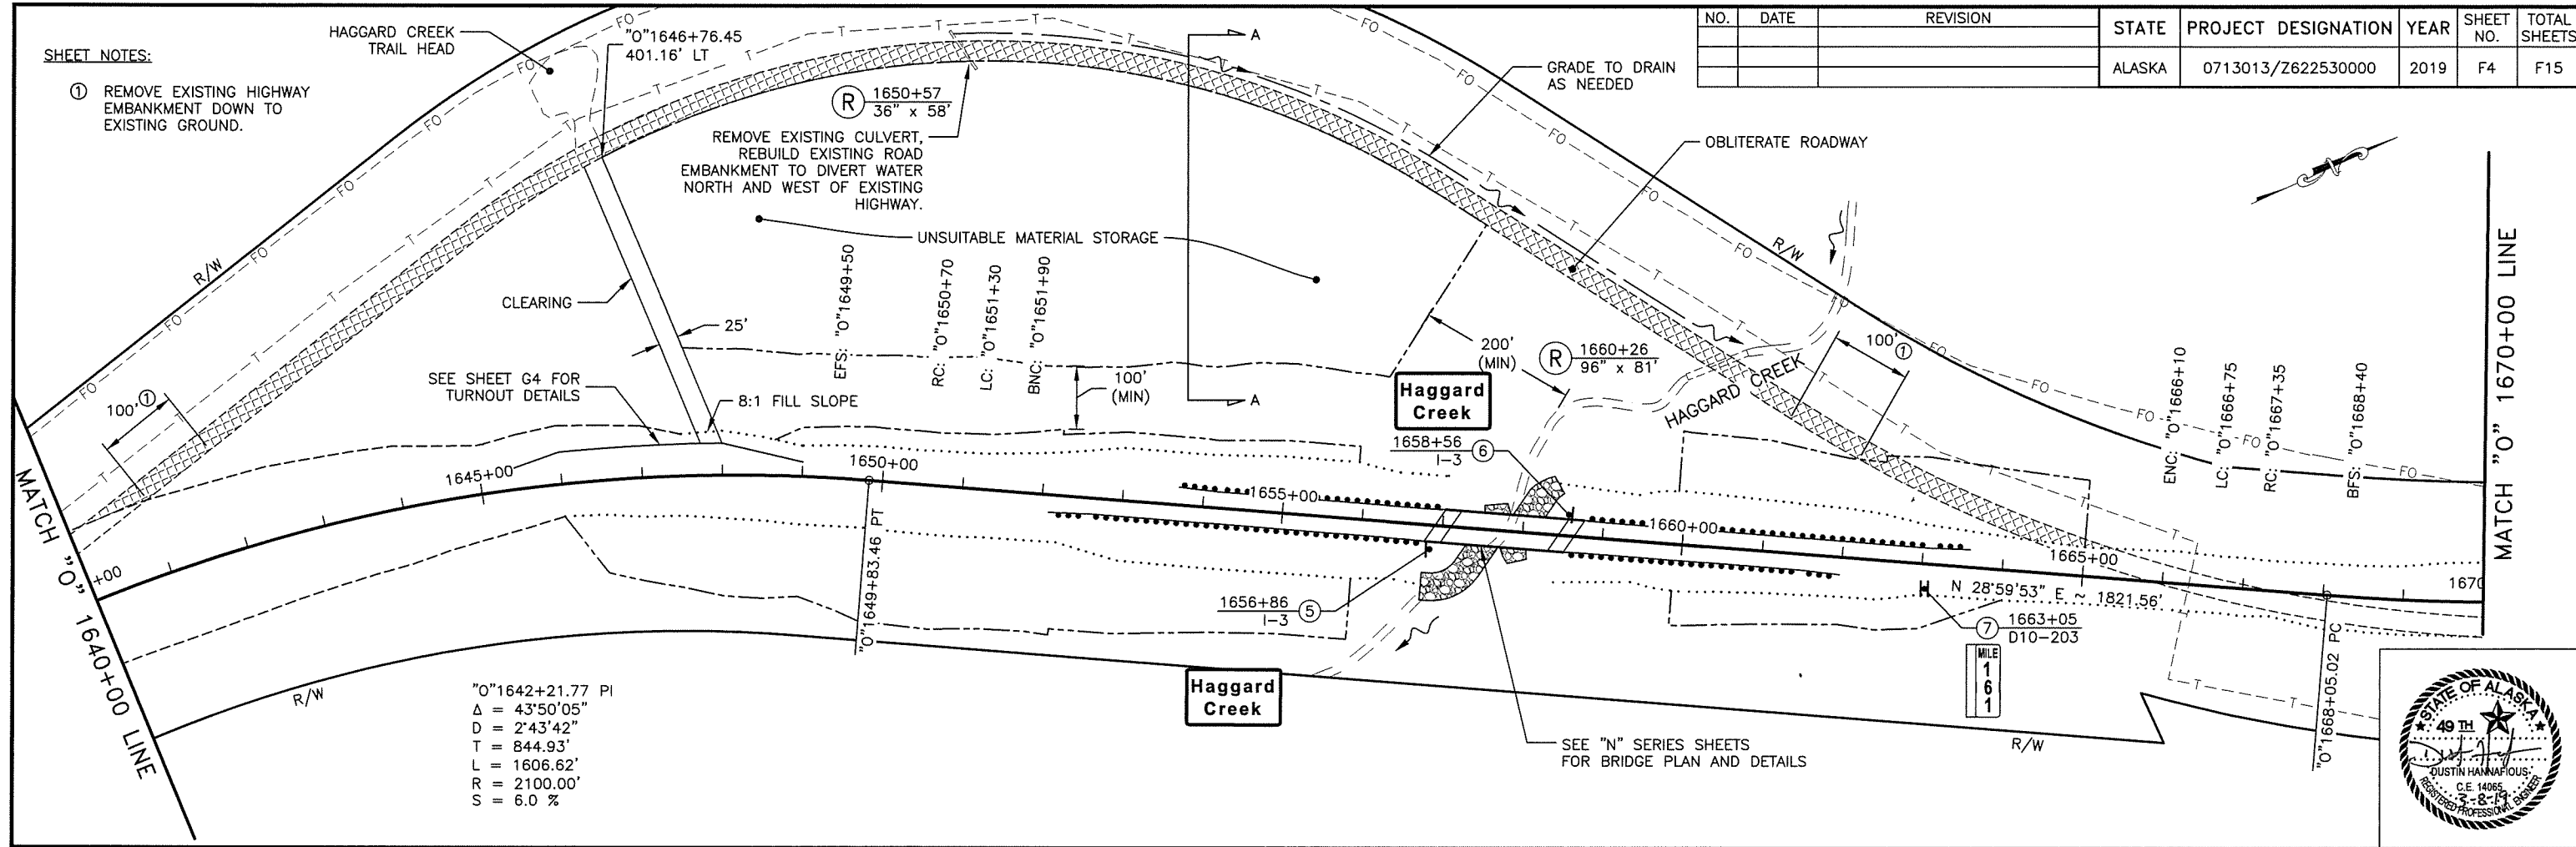 SHEET NOTES:
① REMOVE EXISTING HIGHWAY
EMBANKMENT DOWN TO
EXISTING GROUND.
HAGGARD CREEK
TRAIL HEAD
"O"1646+76.45
401.16' LT
R 1650+57
36" x 58'
REMOVE EXISTING CULVERT,
REBUILD EXISTING ROAD
EMBANKMENT TO DIVERT WATER
NORTH AND WEST OF EXISTING
HIGHWAY.
UNSUITABLE MATERIAL STORAGE
A
A
GRADE TO DRAIN
AS NEEDED
OBLITERATE ROADWAY
NO. DATE REVISION
STATE PROJECT DESIGNATION YEAR SHEET NO. TOTAL SHEETS
ALASKA 0713013/Z622530000 2019 F4 F15
R/W
R/W
CLEARING
25'
EFS: "O"1649+50
RC: "O"1650+70
LC: "O"1651+30
BNC: "O"1651+90
100'
(MIN)
200'
(MIN)
R 1660+26
96" x 81'
HAGGARD CREEK
100' ①
100' ①
SEE SHEET G4 FOR
TURNOUT DETAILS
8:1 FILL SLOPE
Haggard
Creek
1658+56
I-3
⑥
ENC: "O"1666+10
LC: "O"1666+75
RC: "O"1667+35
BFS: "O"1668+40
MATCH "O" 1640+00 LINE
MATCH "O" 1670+00 LINE
+00
1645+00
1650+00
1655+00
1660+00
1665+00
1670
"O"1649+83.46 PT
N 28°59'53" E ~ 1821.56'
"O"1668+05.02 PC
1656+86
I-3
⑤
⑦
1663+05
D10-203
MILE
1
6
1
Haggard
Creek
SEE "N" SERIES SHEETS
FOR BRIDGE PLAN AND DETAILS
R/W
R/W
"O"1642+21.77 PI
Δ = 43°50'05"
D = 2°43'42"
T = 844.93'
L = 1606.62'
R = 2100.00'
S = 6.0 %
STATE OF ALASKA
49 TH
DUSTIN HANNAFIOUS
C.E. 14065
3-8-19
REGISTERED PROFESSIONAL ENGINEER